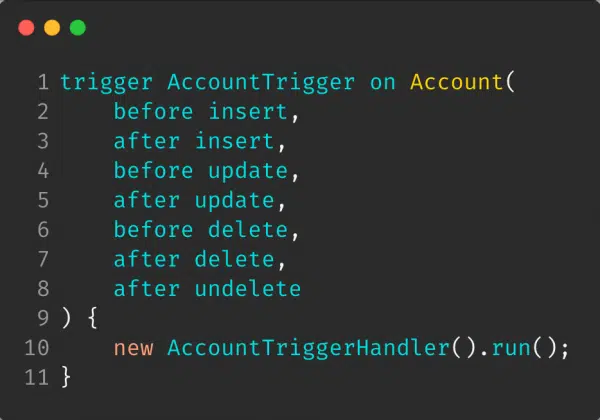 1 trigger AccountTrigger on Account(
2     before insert,
3     after insert,
4     before update,
5     after update,
6     before delete,
7     after delete,
8     after undelete
9 ) {
10     new AccountTriggerHandler().run();
11 }